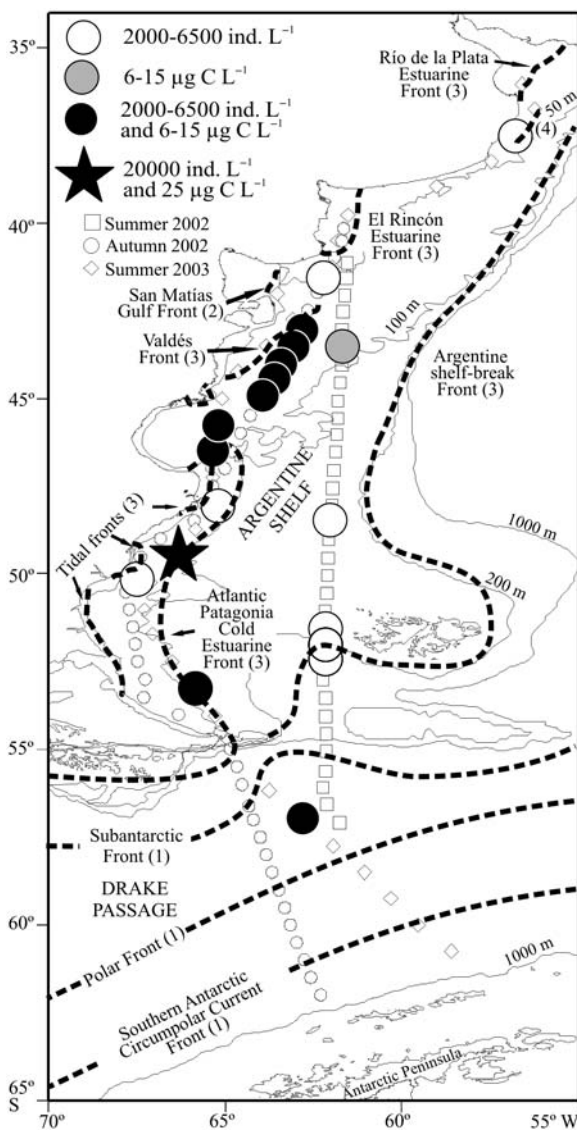 35º
2000-6500 ind. L⁻¹
6-15 µg C L⁻¹
2000-6500 ind. L⁻¹
and 6-15 µg C L⁻¹
20000 ind. L⁻¹
and 25 µg C L⁻¹
Summer 2002
Autumn 2002
Summer 2003
Río de la Plata
Estuarine
Front (3)
50 m
(4)
40º
El Rincón
Estuarine
Front (3)
San Matías
Gulf Front (2)
Valdés
Front (3)
100 m
Argentine
shelf-break
Front (3)
45º
ARGENTINE
SHELF
1000 m
Tidal fronts (3)
50º
200 m
Atlantic
Patagonia
Cold
Estuarine
Front (3)
55º
Subantarctic
Front (1)
DRAKE
PASSAGE
60º
Polar Front (1)
1000 m
Southern Antarctic
Circumpolar Current
Front (1)
Antarctic Peninsula
65º
S
70º
65º
60º
55º W